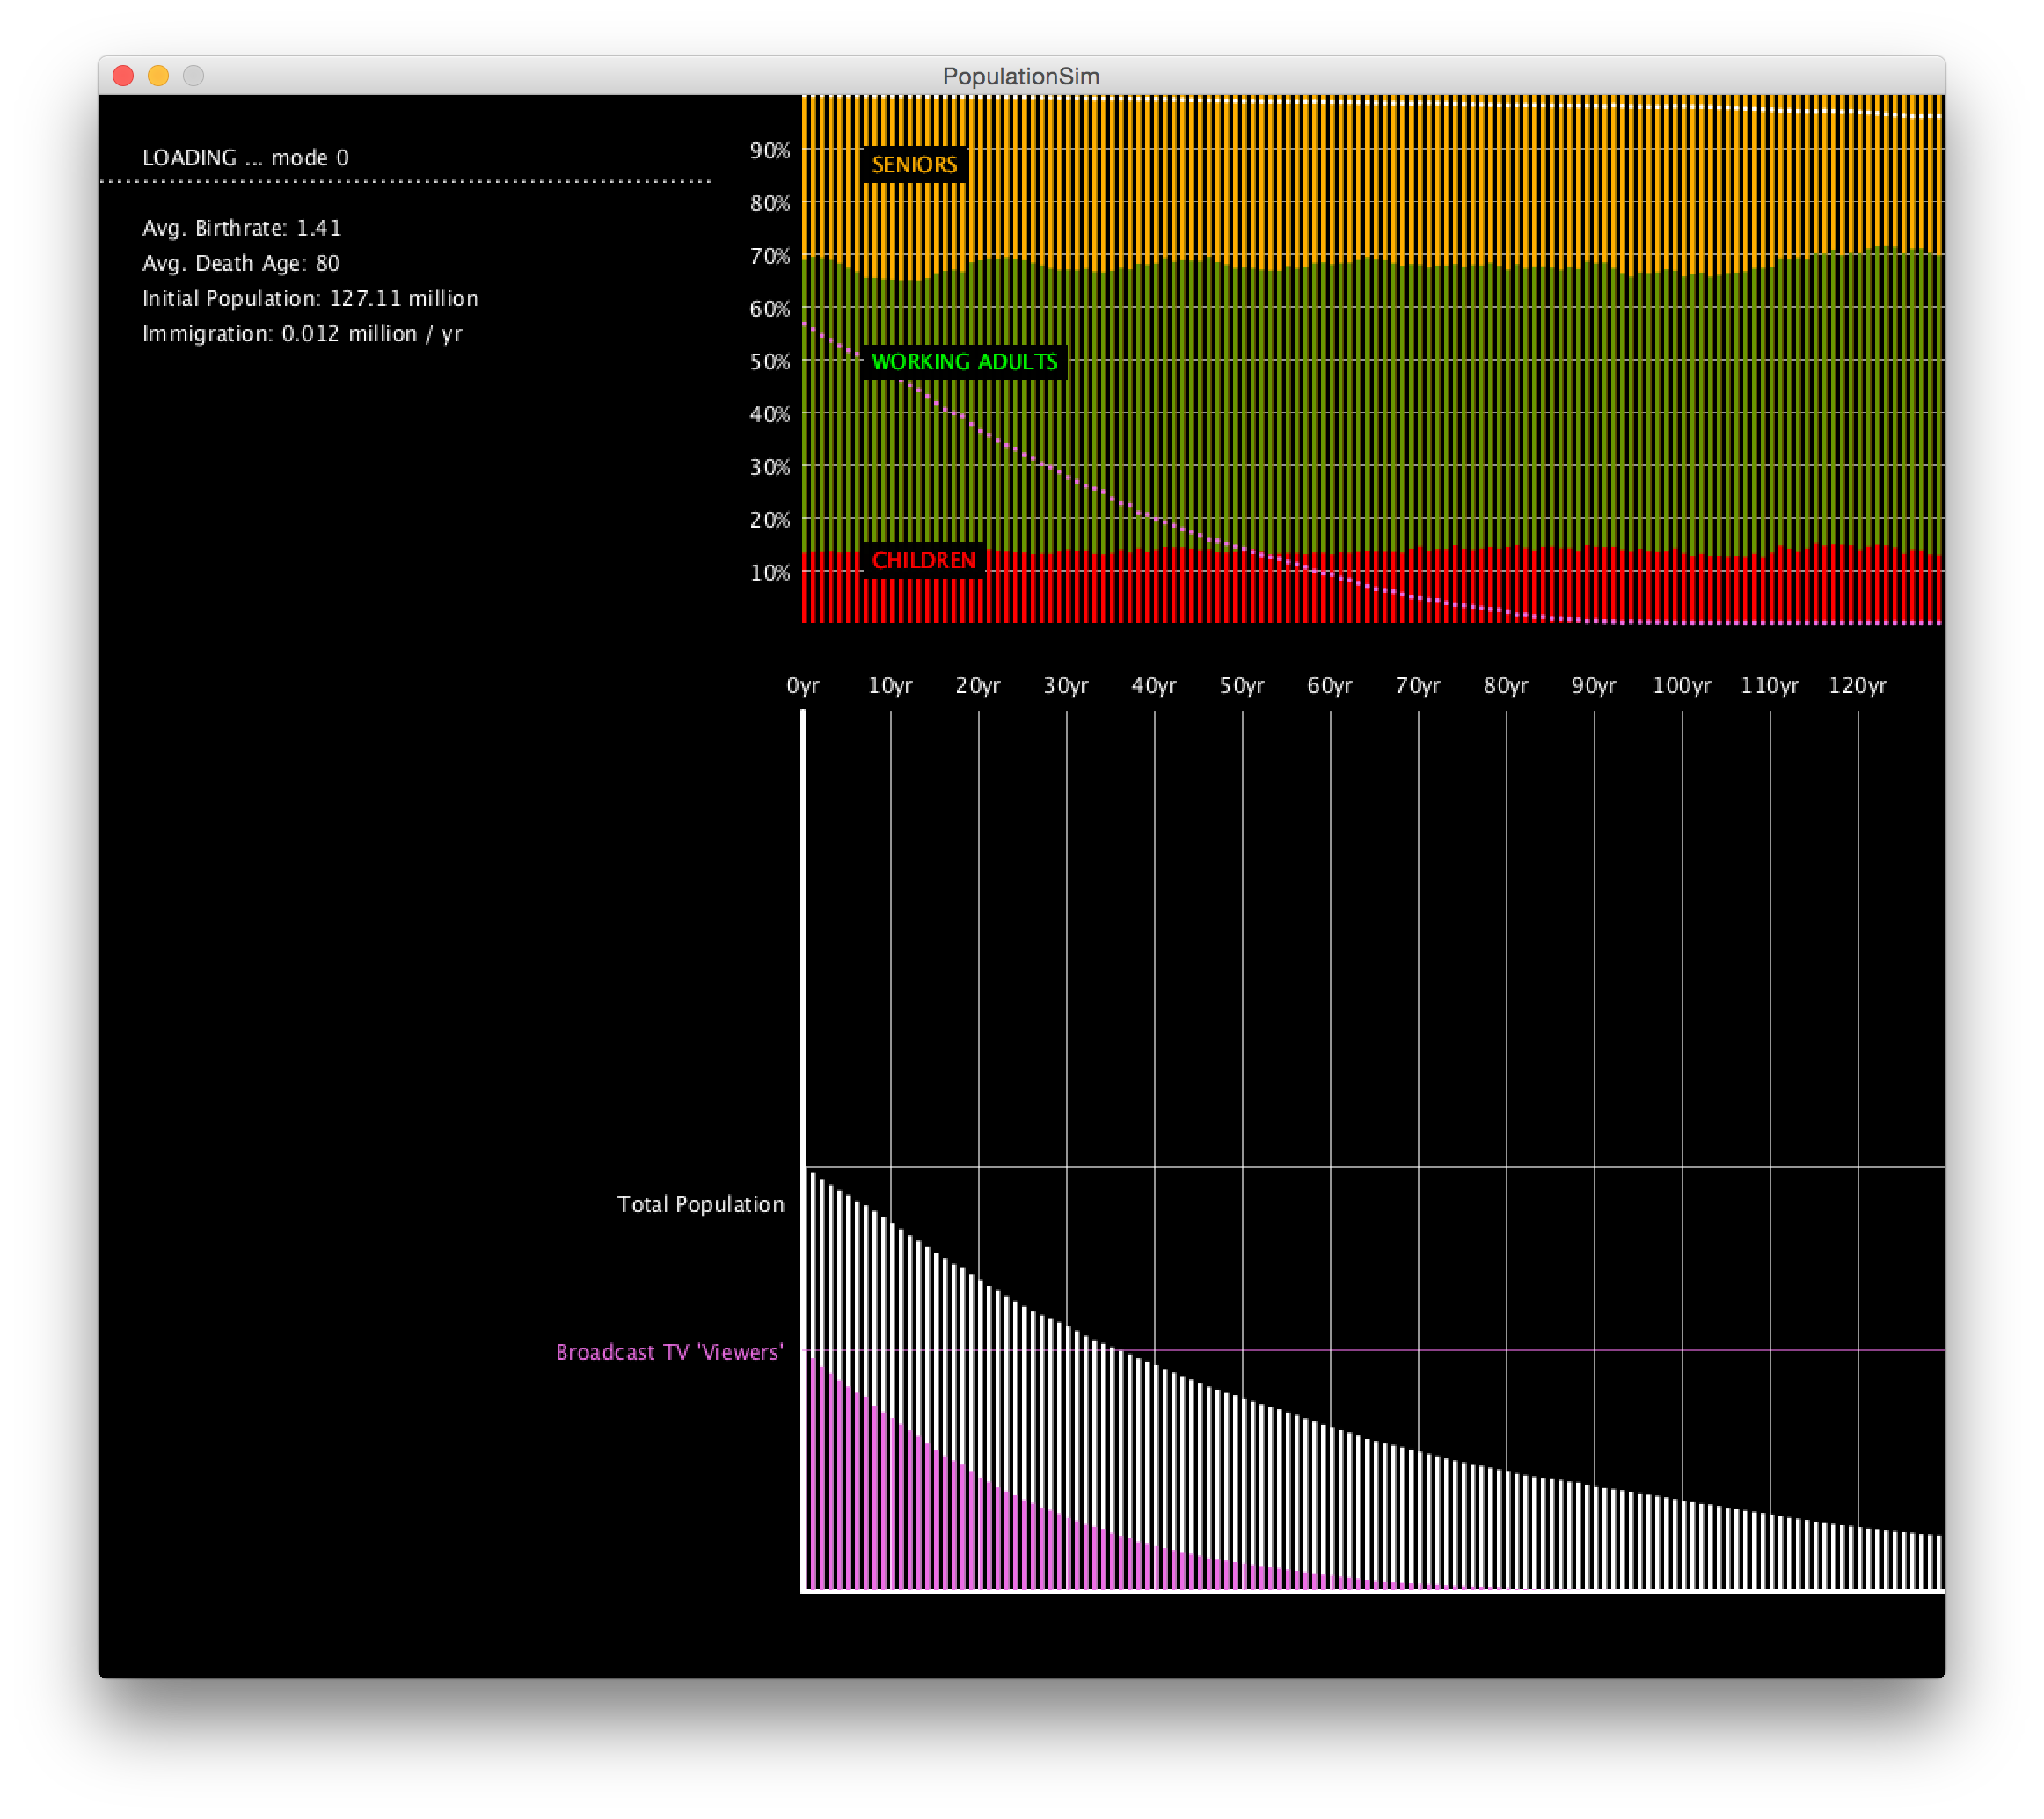 PopulationSim
LOADING ... mode 0
Avg. Birthrate: 1.41
Avg. Death Age: 80
Initial Population: 127.11 million
Immigration: 0.012 million / yr
90%
80%
70%
60%
50%
40%
30%
20%
10%
SENIORS
WORKING ADULTS
CHILDREN
0yr 10yr 20yr 30yr 40yr 50yr 60yr 70yr 80yr 90yr 100yr 110yr 120yr
Total Population
Broadcast TV 'Viewers'